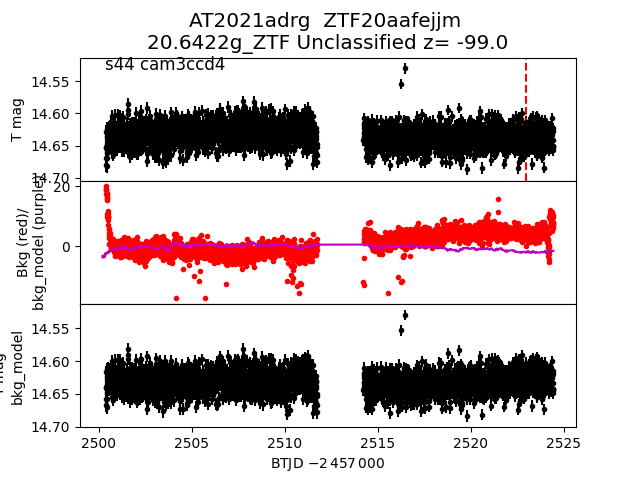 AT2021adrg ZTF20aafejjm
20.6422g_ZTF Unclassified z= -99.0
s44 cam3ccd4
T mag
14.55
14.60
14.65
14.70
Bkg (red)/
bkg_model (purple)
20
0
bkg_model
14.55
14.60
14.65
14.70
2500 2505 2510 2515 2520 2525
BTJD −2 457 000